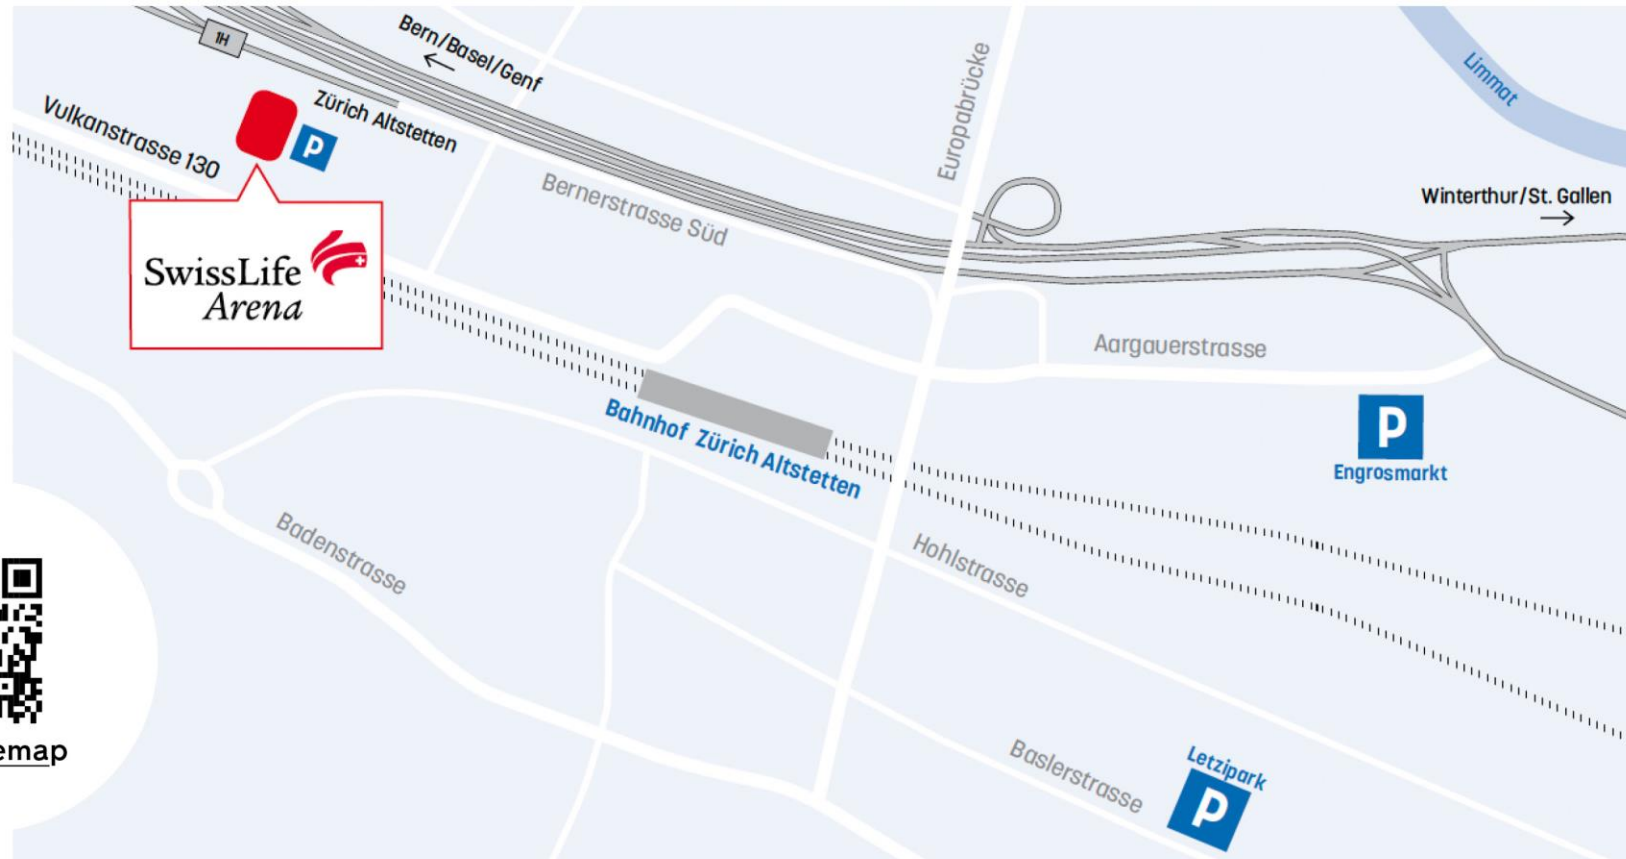 1H
Bern/Basel/Genf
←
Europabrücke
Limmat
Vulkanstrasse 130
Zürich Altstetten
P
Bernerstrasse Süd
Winterthur/St. Gallen
→
SwissLife
Arena
Aargauerstrasse
P
Engrosmarkt
Bahnhof Zürich Altstetten
Badenstrasse
Hohlstrasse
emap
Baslerstrasse
Letzipark
P